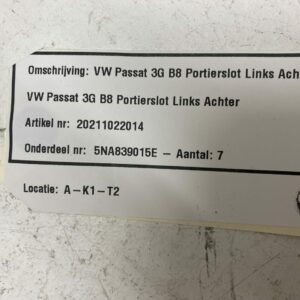 Omschrijving: VW Passat 3G B8 Portierslot Links Ach
VW Passat 3G B8 Portierslot Links Achter
Artikel nr: 20211022014
Onderdeel nr: 5NA839015E – Aantal: 7
Locatie: A–K1–T2